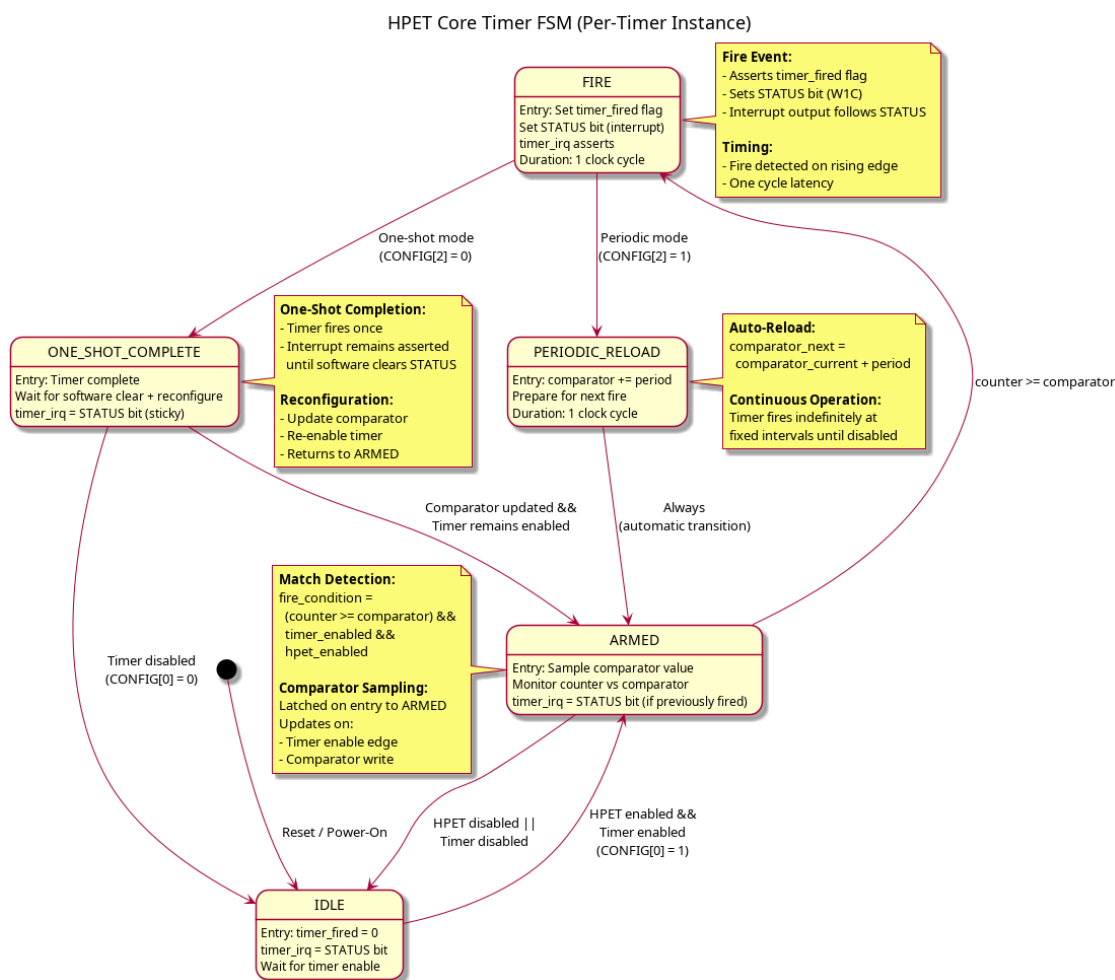 HPET Core Timer FSM (Per-Timer Instance)
FIRE
Entry: Set timer_fired flag
Set STATUS bit (interrupt)
timer_irq asserts
Duration: 1 clock cycle
Fire Event:
- Asserts timer_fired flag
- Sets STATUS bit (W1C)
- Interrupt output follows STATUS
Timing:
- Fire detected on rising edge
- One cycle latency
One-shot mode
(CONFIG[2] = 0)
Periodic mode
(CONFIG[2] = 1)
ONE_SHOT_COMPLETE
Entry: Timer complete
Wait for software clear + reconfigure
timer_irq = STATUS bit (sticky)
One-Shot Completion:
- Timer fires once
- Interrupt remains asserted
until software clears STATUS
Reconfiguration:
- Update comparator
- Re-enable timer
- Returns to ARMED
PERIODIC_RELOAD
Entry: comparator += period
Prepare for next fire
Duration: 1 clock cycle
Auto-Reload:
comparator_next =
comparator_current + period
Continuous Operation:
Timer fires indefinitely at
fixed intervals until disabled
counter >= comparator
Comparator updated &&
Timer remains enabled
Always
(automatic transition)
Match Detection:
fire_condition =
(counter >= comparator) &&
timer_enabled &&
hpet_enabled
Comparator Sampling:
Latched on entry to ARMED
Updates on:
- Timer enable edge
- Comparator write
ARMED
Entry: Sample comparator value
Monitor counter vs comparator
timer_irq = STATUS bit (if previously fired)
Timer disabled
(CONFIG[0] = 0)
Reset / Power-On
HPET disabled ||
Timer disabled
HPET enabled &&
Timer enabled
(CONFIG[0] = 1)
IDLE
Entry: timer_fired = 0
timer_irq = STATUS bit
Wait for timer enable